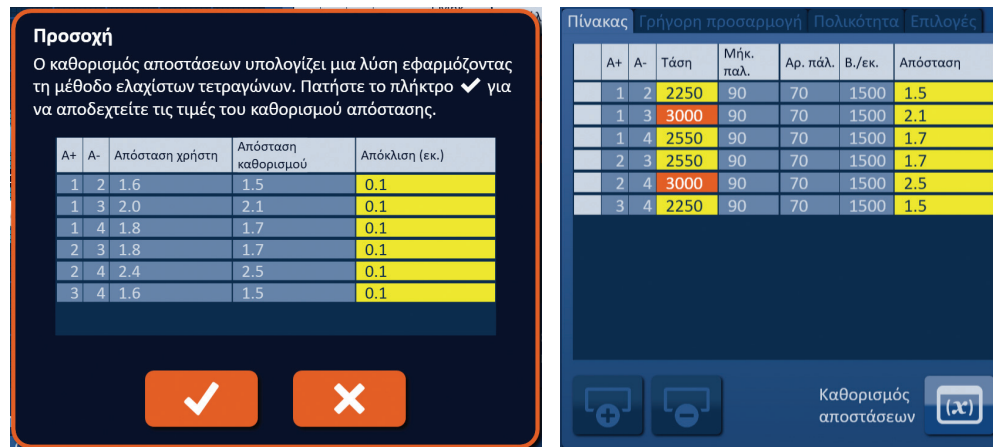 Προσοχή
Ο καθορισμός αποστάσεων υπολογίζει μια λύση εφαρμόζοντας
τη μέθοδο ελαχίστων τετραγώνων. Πατήστε το πλήκτρο ✓ για
να αποδεχτείτε τις τιμές του καθορισμού απόστασης.
A+ A- Απόσταση χρήστη Απόσταση καθορισμού Απόκλιση (εκ.)
1 2 1.6 1.5 0.1
1 3 2.0 2.1 0.1
1 4 1.8 1.7 0.1
2 3 1.8 1.7 0.1
2 4 2.4 2.5 0.1
3 4 1.6 1.5 0.1
Πίνακας Γρήγορη προσαρμογή Πολικότητα Επιλογές
A+ A- Τάση Μήκ. παλ. Αρ. πάλ. Β./εκ. Απόσταση
1 2 2250 90 70 1500 1.5
1 3 3000 90 70 1500 2.1
1 4 2550 90 70 1500 1.7
2 3 2550 90 70 1500 1.7
2 4 3000 90 70 1500 2.5
3 4 2250 90 70 1500 1.5
Καθορισμός
αποστάσεων
(x)